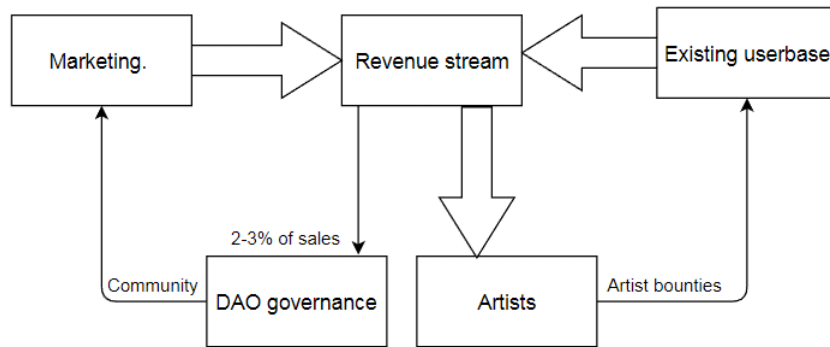 Marketing.
Revenue stream
Existing userbase
2-3% of sales
Community
DAO governance
Artists
Artist bounties